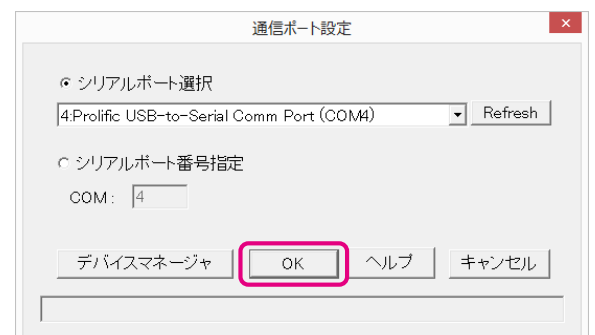 通信ポート設定
シリアルポート選択
4:Prolific USB-to-Serial Comm Port (COM4) Refresh
シリアルポート番号指定
COM: 4
デバイスマネージャ OK ヘルプ キャンセル